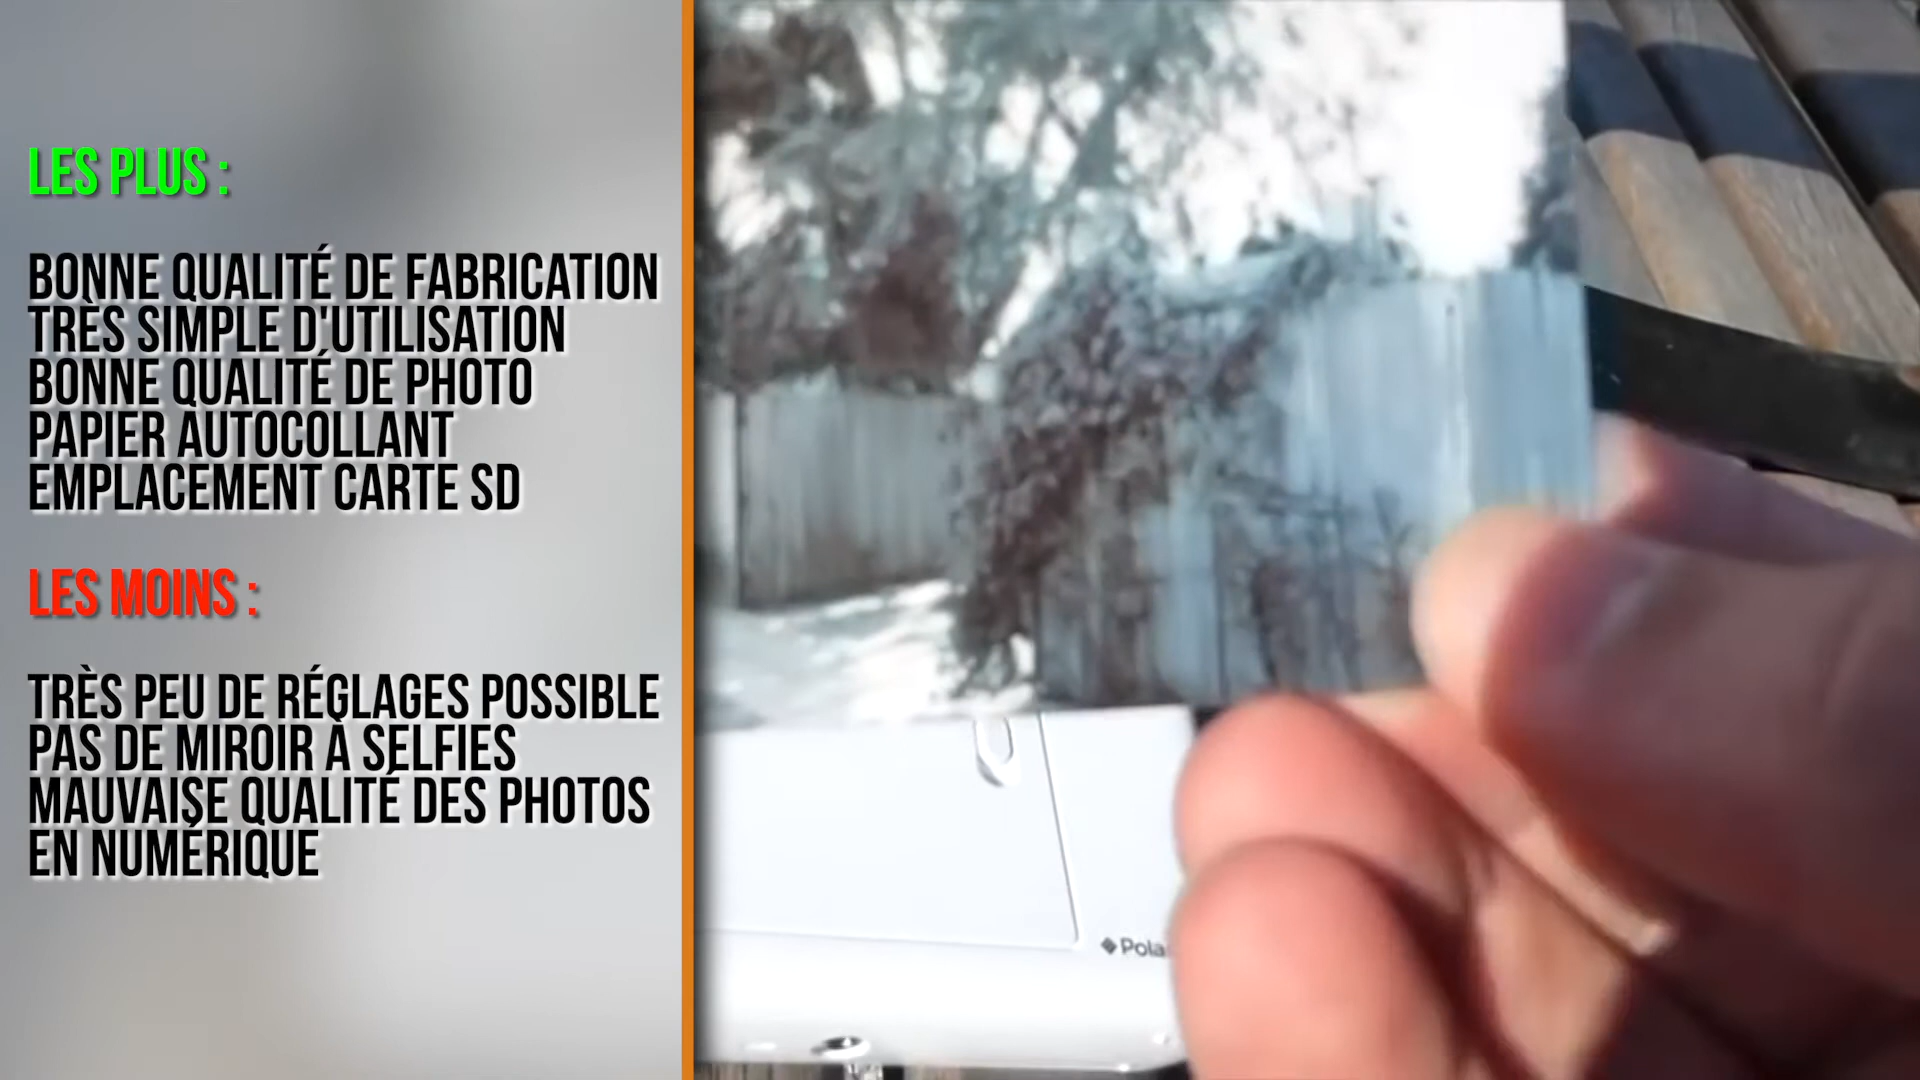 LES PLUS :
BONNE QUALITÉ DE FABRICATION
TRÈS SIMPLE D'UTILISATION
BONNE QUALITÉ DE PHOTO
PAPIER AUTOCOLLANT
EMPLACEMENT CARTE SD
LES MOINS :
TRÈS PEU DE RÉGLAGES POSSIBLE
PAS DE MIROIR À SELFIES
MAUVAISE QUALITÉ DES PHOTOS
EN NUMÉRIQUE
Pola